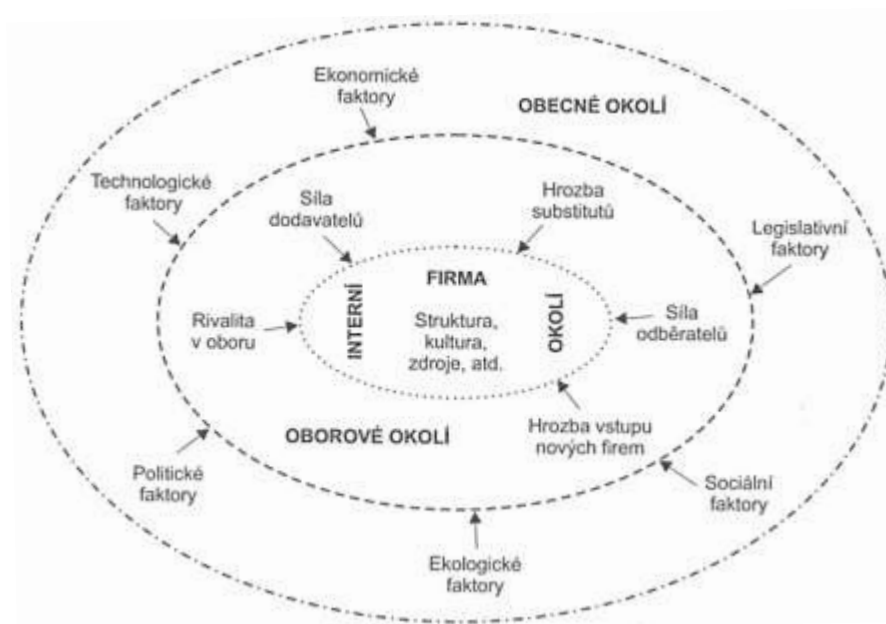 Ekonomické
faktory
OBECNÉ OKOLÍ
Technologické
faktory
Síla
dodavatelů
Hrozba
substitutů
Legislativní
faktory
FIRMA
INTERNÍ
OKOLÍ
Struktura,
kultura,
zdroje, atd.
Rivalita
v oboru
Síla
odběratelů
OBOROVÉ OKOLÍ
Hrozba vstupu
nových firem
Politické
faktory
Sociální
faktory
Ekologické
faktory